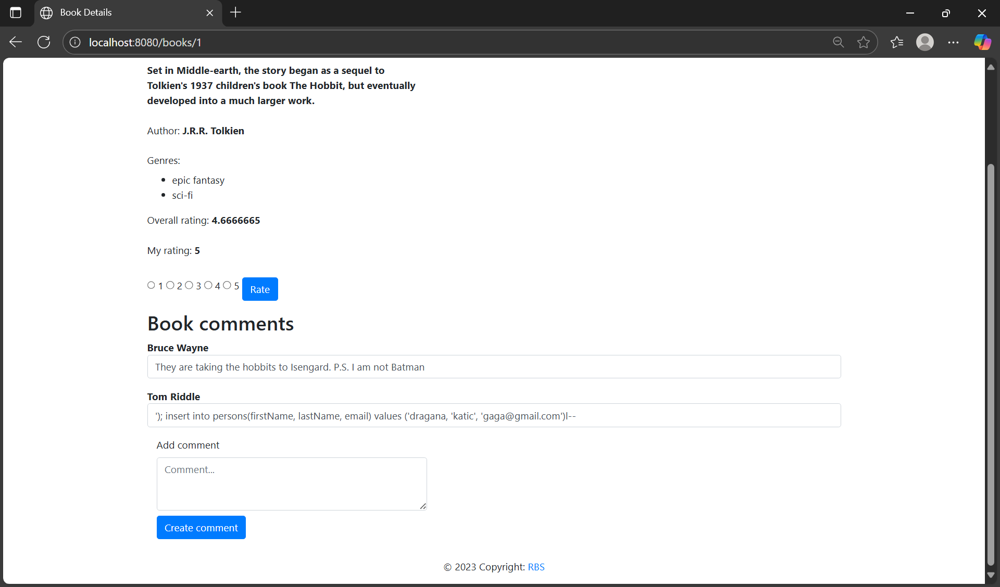 Book Details
localhost:8080/books/1
Set in Middle-earth, the story began as a sequel to
Tolkien's 1937 children's book The Hobbit, but eventually
developed into a much larger work.
Author: J.R.R. Tolkien
Genres:
epic fantasy
sci-fi
Overall rating: 4.6666665
My rating: 5
1 2 3 4 5 Rate
Book comments
Bruce Wayne
They are taking the hobbits to Isengard. P.S. I am not Batman
Tom Riddle
'); insert into persons(firstName, lastName, email) values ('dragana, 'katic', 'gaga@gmail.com')l--
Add comment
Comment...
Create comment
© 2023 Copyright: RBS